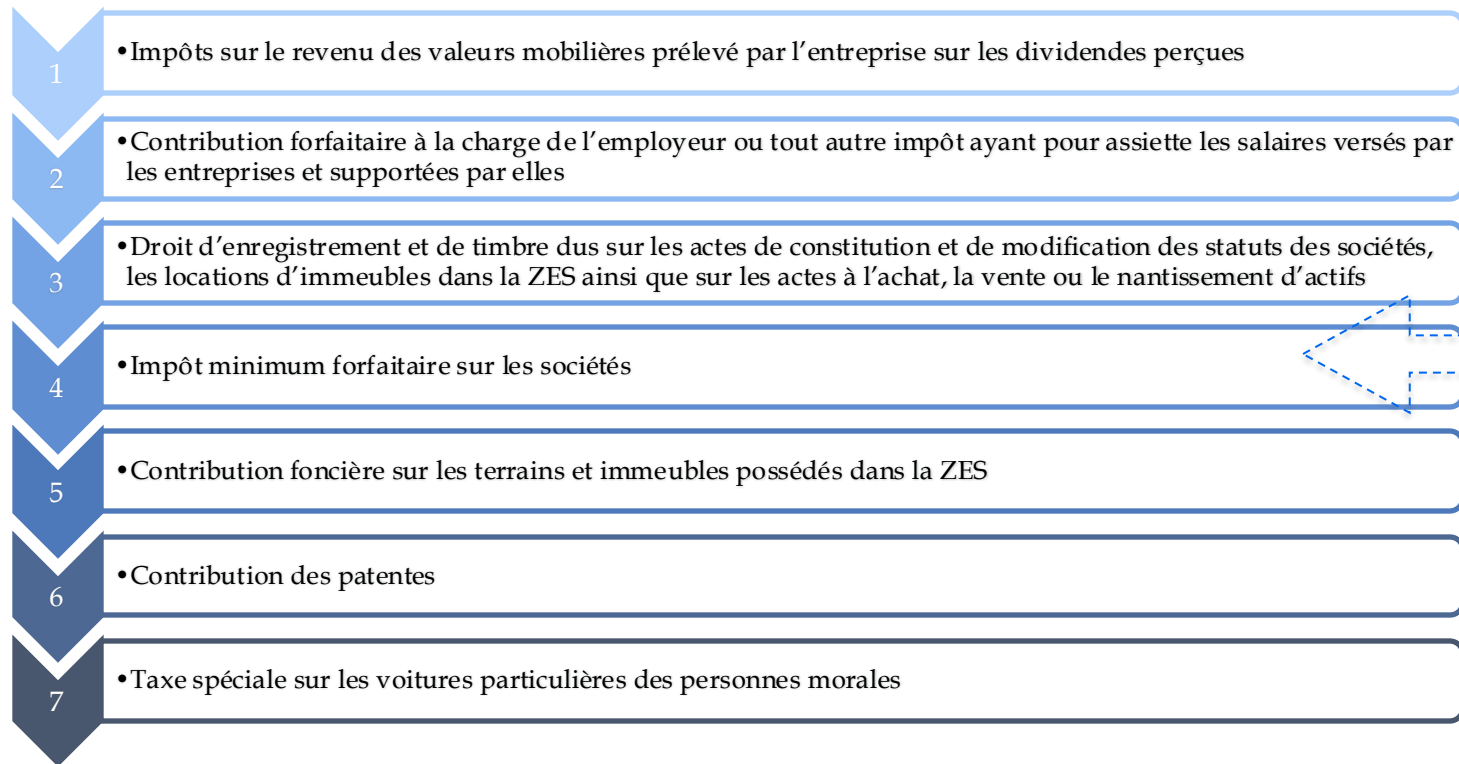 1
•Impôts sur le revenu des valeurs mobilières prélevé par l'entreprise sur les dividendes perçues
2
•Contribution forfaitaire à la charge de l'employeur ou tout autre impôt ayant pour assiette les salaires versés par
les entreprises et supportées par elles
3
•Droit d'enregistrement et de timbre dus sur les actes de constitution et de modification des statuts des sociétés,
les locations d'immeubles dans la ZES ainsi que sur les actes à l'achat, la vente ou le nantissement d'actifs
4
•Impôt minimum forfaitaire sur les sociétés
5
•Contribution foncière sur les terrains et immeubles possédés dans la ZES
6
•Contribution des patentes
7
•Taxe spéciale sur les voitures particulières des personnes morales